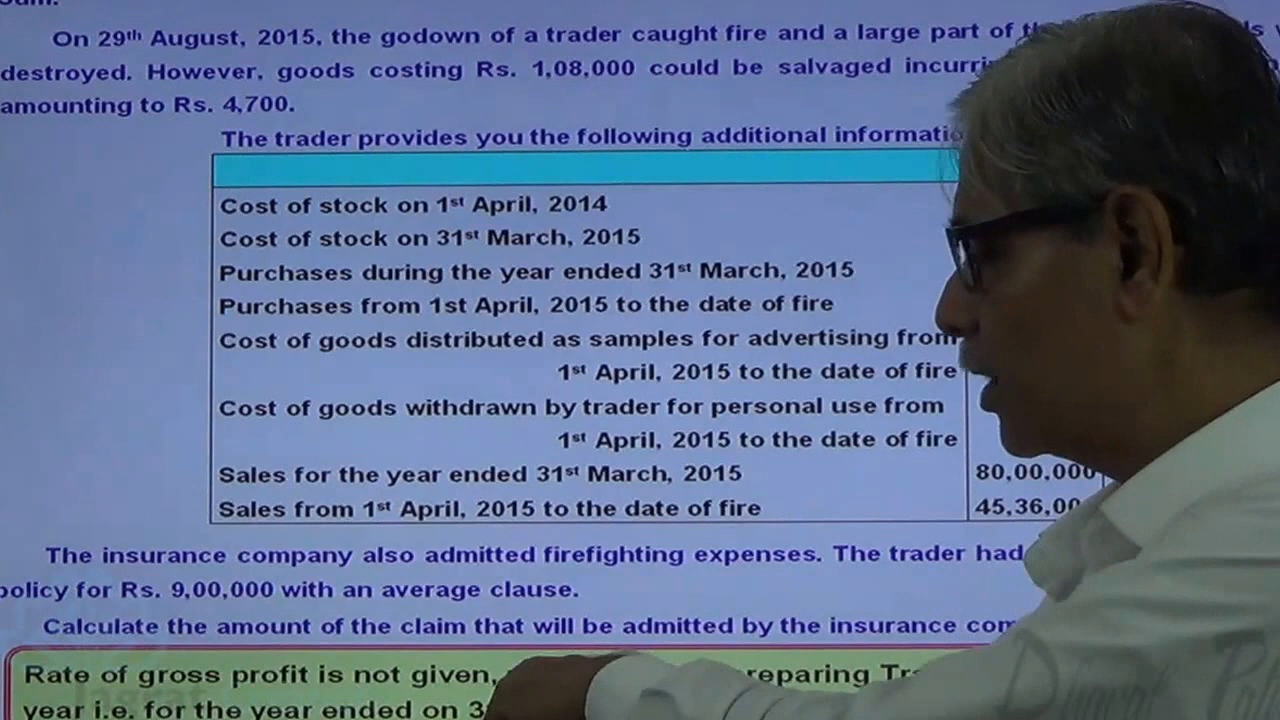 On 29th August, 2015, the godown of a trader caught fire and a large part of
destroyed. However, goods costing Rs. 1,08,000 could be salvaged
amounting to Rs. 4,700.
The trader provides you the following additional
Cost of stock on 1st April, 2014
Cost of stock on 31st March, 2015
Purchases during the year ended 31st March, 2015
Purchases from 1st April, 2015 to the date of fire
Cost of goods distributed as samples for advertising from
1st April, 2015 to the date of fire
Cost of goods withdrawn by trader for personal use from
1st April, 2015 to the date of fire
Sales for the year ended 31st March, 2015 80,00,000
Sales from 1st April, 2015 to the date of fire 45,36,00
The insurance company also admitted firefighting expenses. The trader had
policy for Rs. 9,00,000 with an average clause.
Calculate the amount of the claim that will be admitted by the insurance
Rate of gross profit is not given,
year i.e. for the year ended on 3